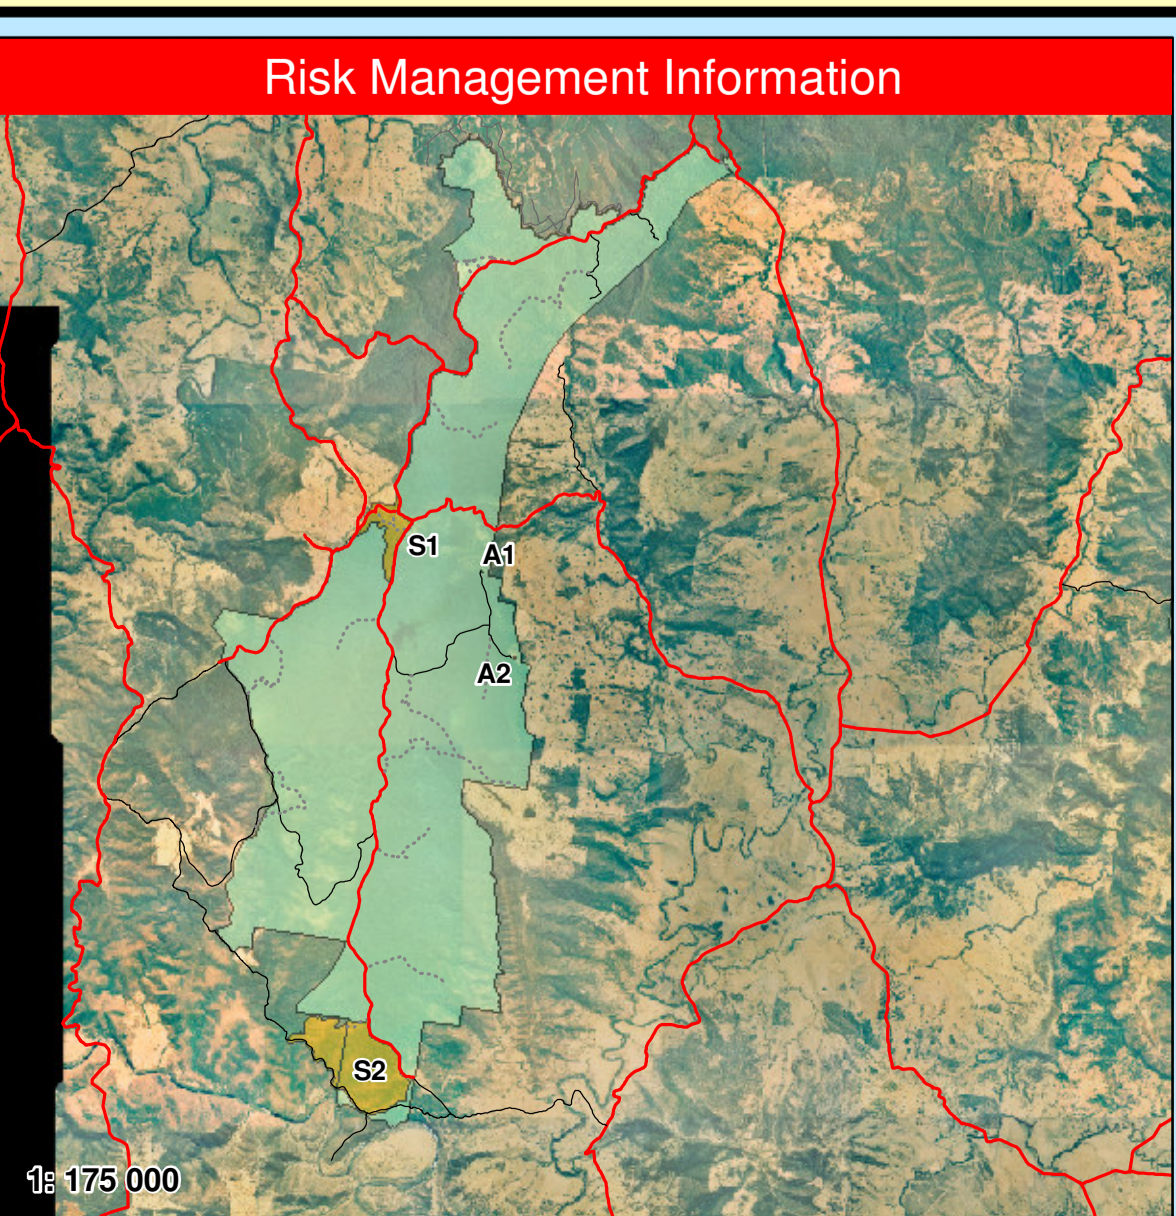 Risk Management Information
S1
A1
A2
S2
1: 175 000